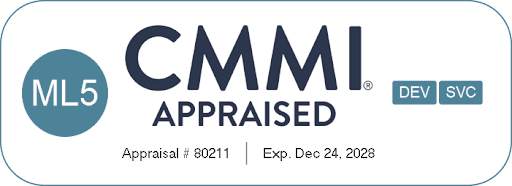 ML5
CMMI®
APPRAISED
DEV SVC
Appraisal # 80211 | Exp. Dec 24, 2028